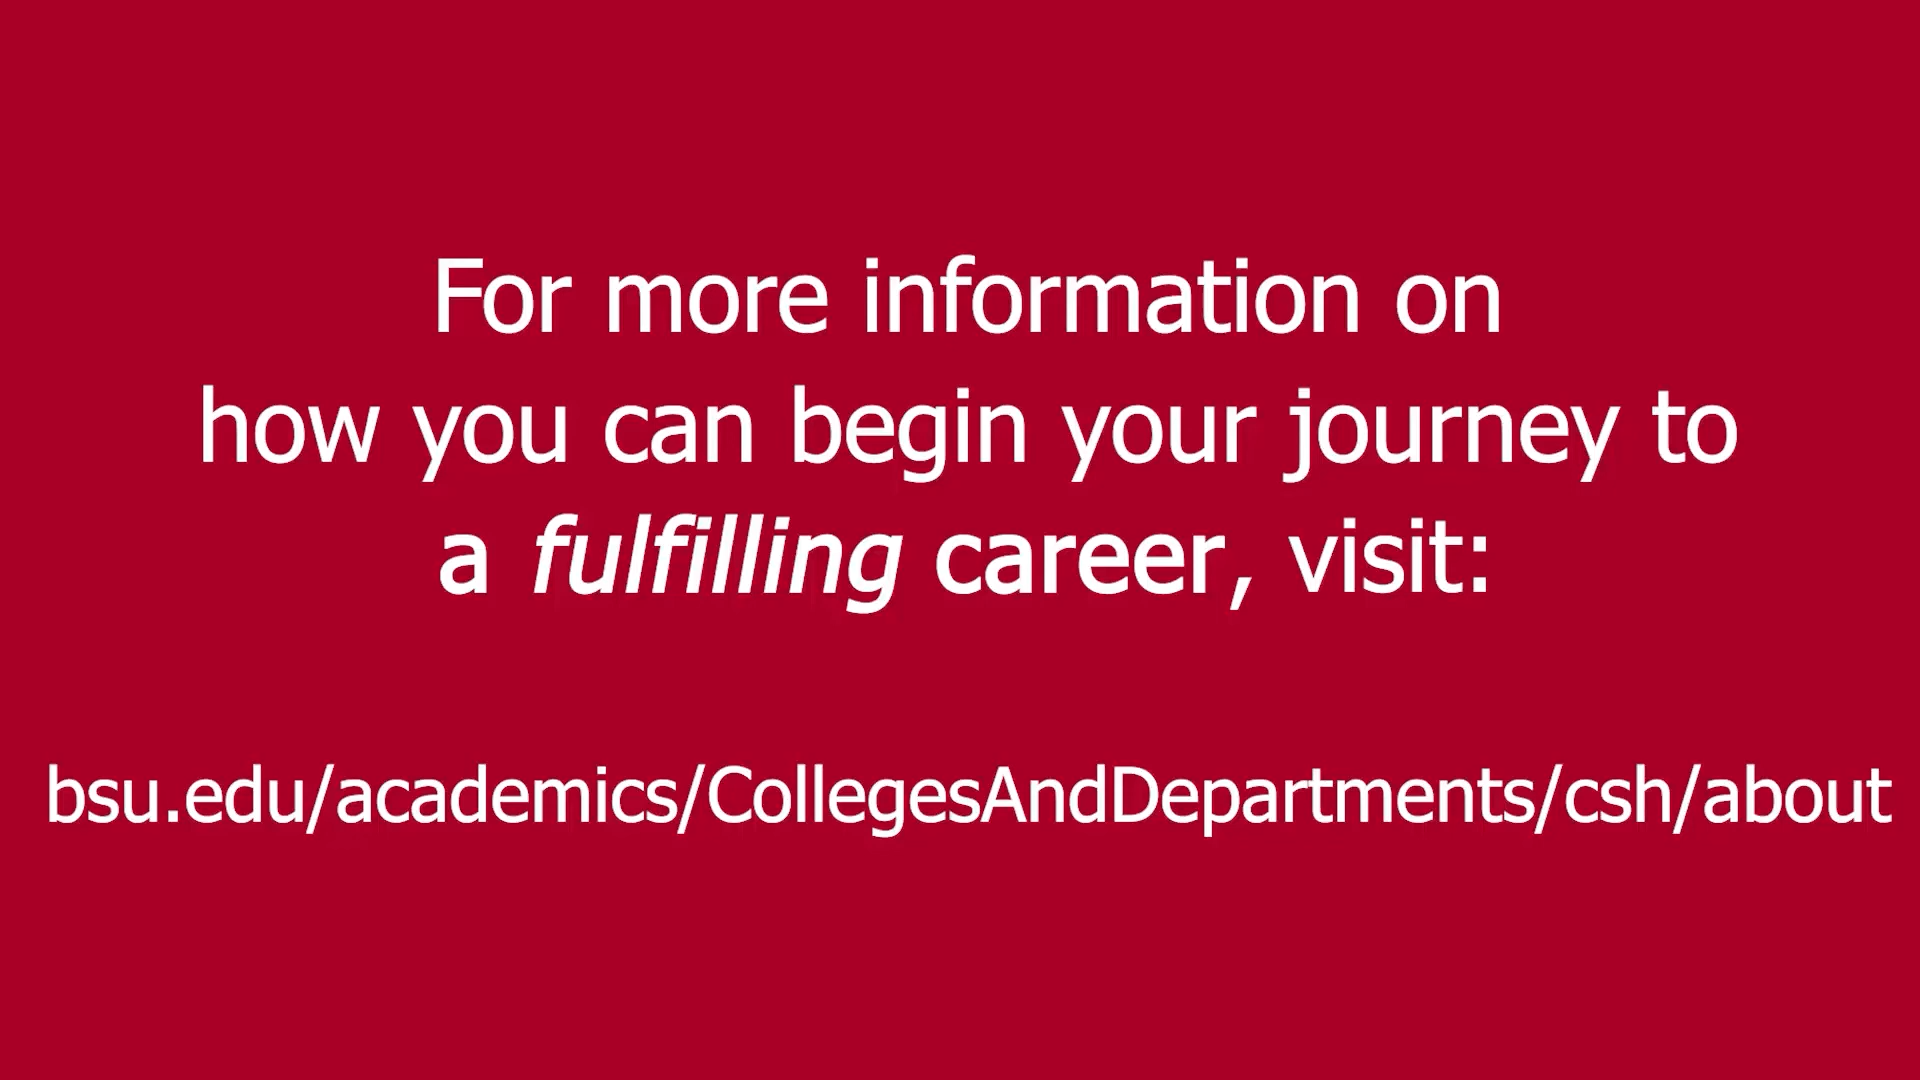 For more information on
how you can begin your journey to
a fulfilling career, visit:
bsu.edu/academics/CollegesAndDepartments/csh/about